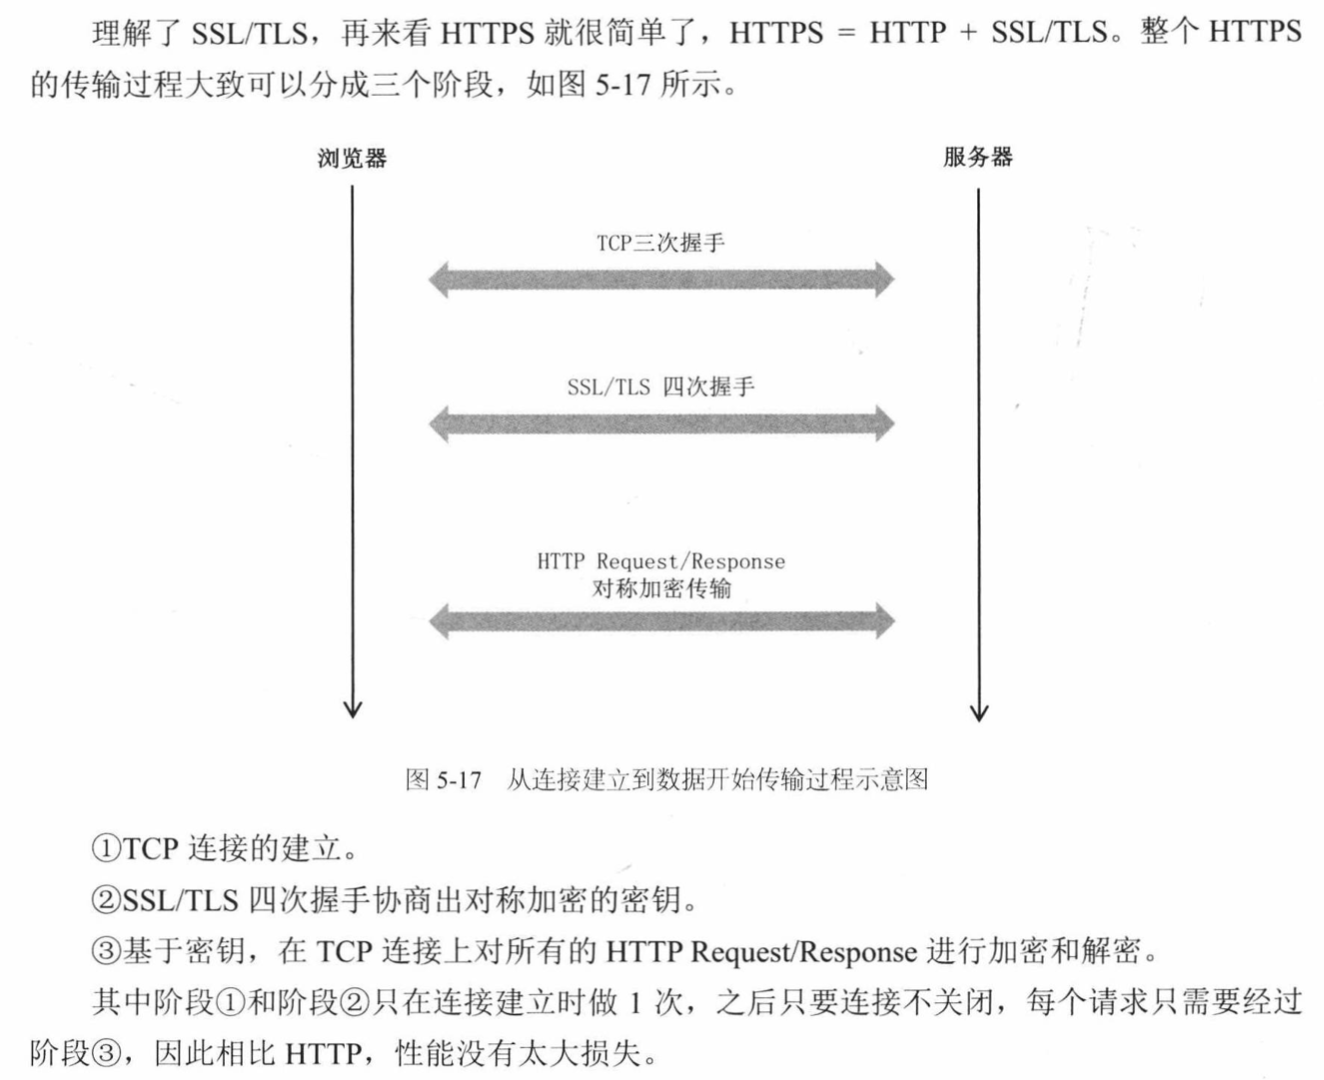 理解了 SSL/TLS，再来看 HTTPS 就很简单了，HTTPS = HTTP + SSL/TLS。整个 HTTPS
的传输过程大致可以分成三个阶段，如图 5-17 所示。
浏览器
服务器
TCP三次握手
SSL/TLS 四次握手
HTTP Request/Response
对称加密传输
图 5-17 从连接建立到数据开始传输过程示意图
①TCP 连接的建立。
②SSL/TLS 四次握手协商出对称加密的密钥。
③基于密钥，在 TCP 连接上对所有的 HTTP Request/Response 进行加密和解密。
其中阶段①和阶段②只在连接建立时做 1 次，之后只要连接不关闭，每个请求只需要经过
阶段③，因此相比 HTTP，性能没有太大损失。